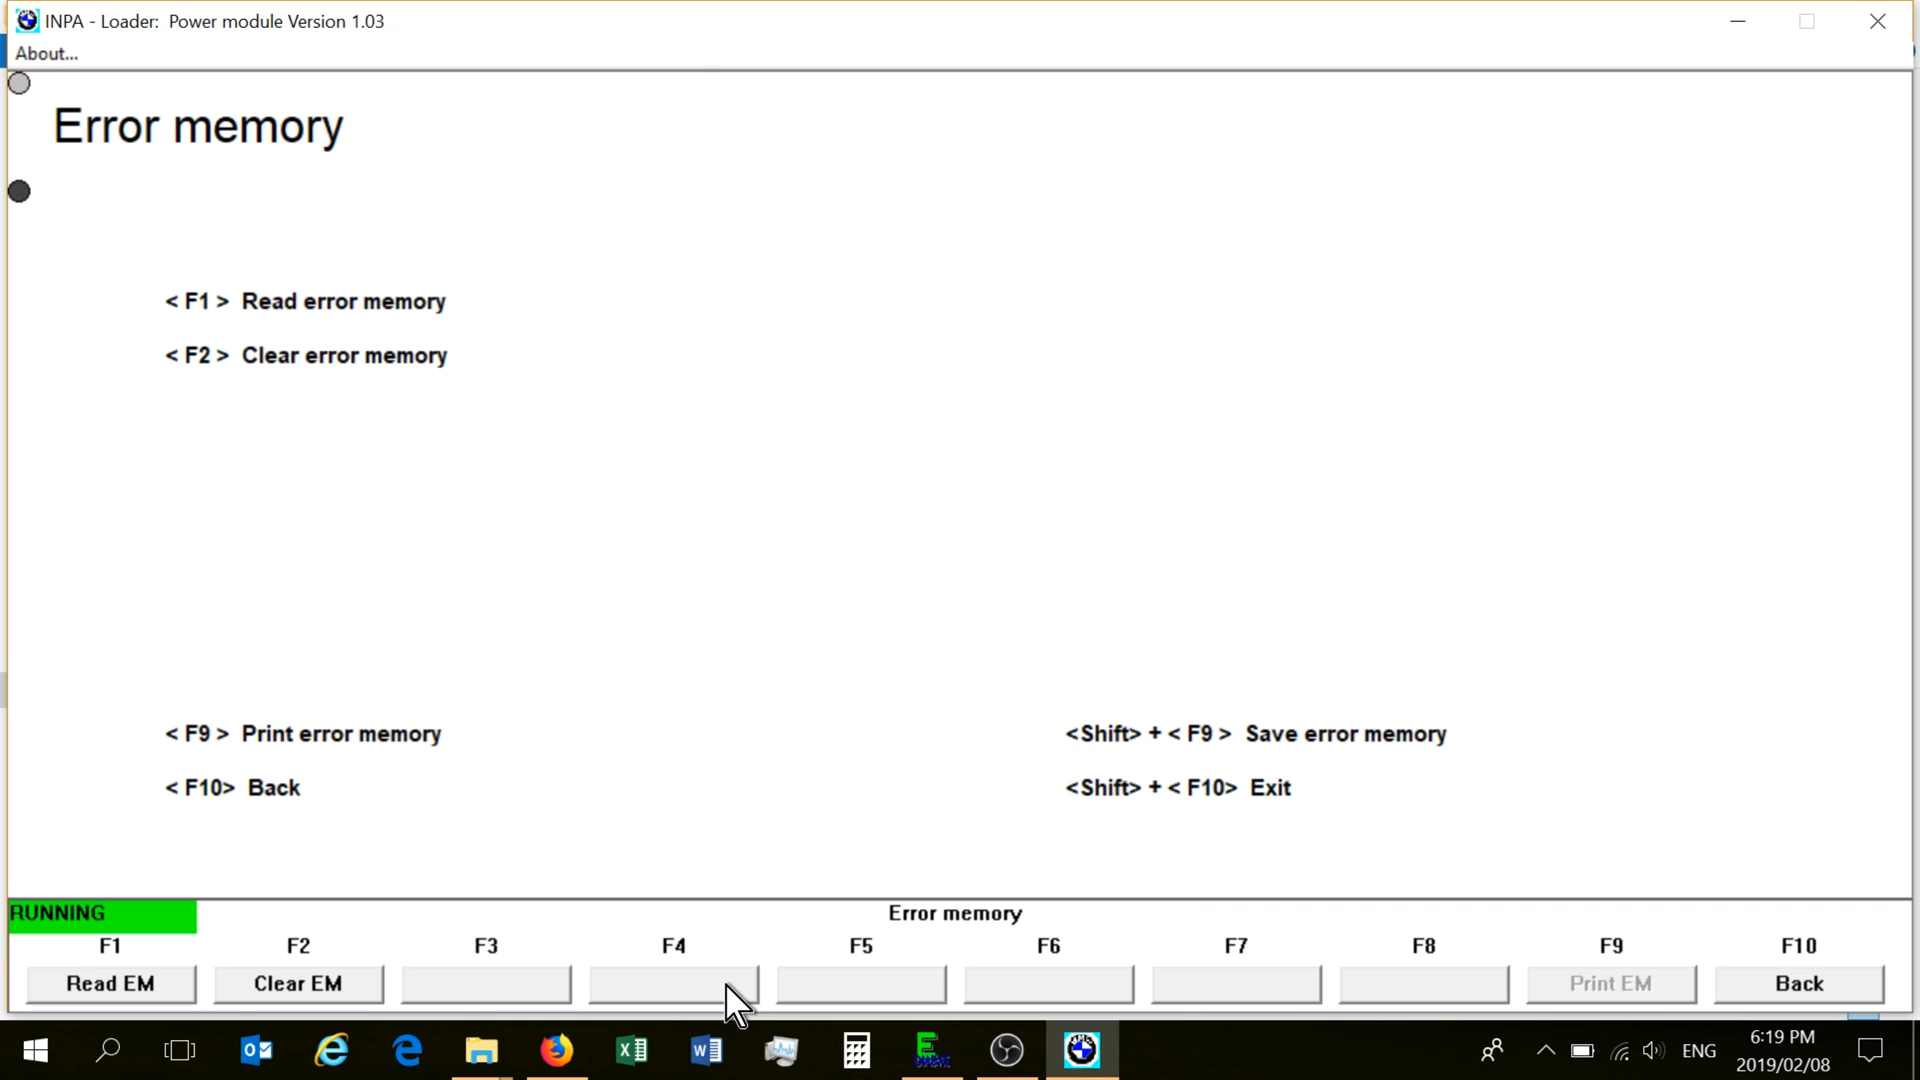 INPA - Loader: Power module Version 1.03
About...
Error memory
< F1 > Read error memory
< F2 > Clear error memory
< F9 > Print error memory
<Shift> + < F9 > Save error memory
< F10> Back
<Shift> + < F10> Exit
RUNNING
Error memory
F1 F2 F3 F4 F5 F6 F7 F8 F9 F10
Read EM Clear EM Print EM Back
ENG
6:19 PM
2019/02/08